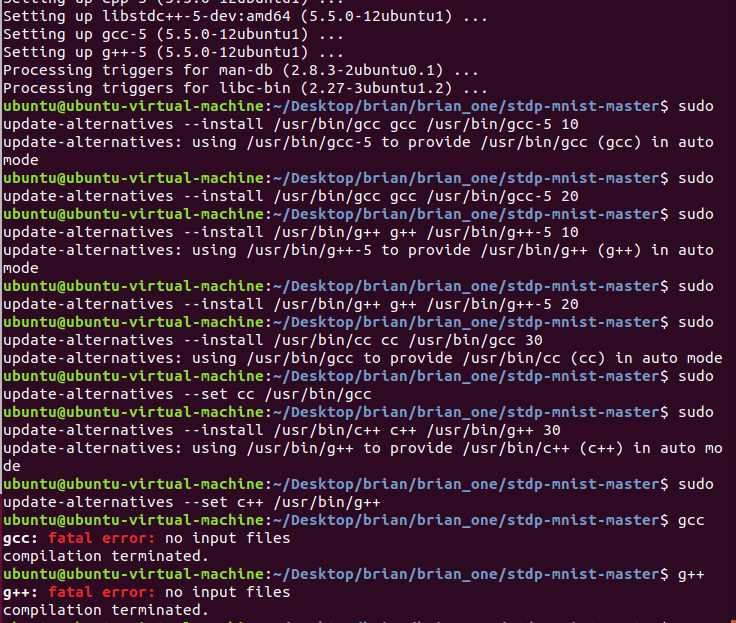 Setting up cpp-5 (5.5.0-12ubuntu1) ...
Setting up libstdc++-5-dev:amd64 (5.5.0-12ubuntu1) ...
Setting up gcc-5 (5.5.0-12ubuntu1) ...
Setting up g++-5 (5.5.0-12ubuntu1) ...
Processing triggers for man-db (2.8.3-2ubuntu0.1) ...
Processing triggers for libc-bin (2.27-3ubuntu1.2) ...
ubuntu@ubuntu-virtual-machine:~/Desktop/brian/brian_one/stdp-mnist-master$ sudo
update-alternatives --install /usr/bin/gcc gcc /usr/bin/gcc-5 10
update-alternatives: using /usr/bin/gcc-5 to provide /usr/bin/gcc (gcc) in auto
mode
ubuntu@ubuntu-virtual-machine:~/Desktop/brian/brian_one/stdp-mnist-master$ sudo
update-alternatives --install /usr/bin/gcc gcc /usr/bin/gcc-5 20
ubuntu@ubuntu-virtual-machine:~/Desktop/brian/brian_one/stdp-mnist-master$ sudo
update-alternatives --install /usr/bin/g++ g++ /usr/bin/g++-5 10
update-alternatives: using /usr/bin/g++-5 to provide /usr/bin/g++ (g++) in auto
mode
ubuntu@ubuntu-virtual-machine:~/Desktop/brian/brian_one/stdp-mnist-master$ sudo
update-alternatives --install /usr/bin/g++ g++ /usr/bin/g++-5 20
ubuntu@ubuntu-virtual-machine:~/Desktop/brian/brian_one/stdp-mnist-master$ sudo
update-alternatives --install /usr/bin/cc cc /usr/bin/gcc 30
update-alternatives: using /usr/bin/gcc to provide /usr/bin/cc (cc) in auto mode
ubuntu@ubuntu-virtual-machine:~/Desktop/brian/brian_one/stdp-mnist-master$ sudo
update-alternatives --set cc /usr/bin/gcc
ubuntu@ubuntu-virtual-machine:~/Desktop/brian/brian_one/stdp-mnist-master$ sudo
update-alternatives --install /usr/bin/c++ c++ /usr/bin/g++ 30
update-alternatives: using /usr/bin/g++ to provide /usr/bin/c++ (c++) in auto mo
de
ubuntu@ubuntu-virtual-machine:~/Desktop/brian/brian_one/stdp-mnist-master$ sudo
update-alternatives --set c++ /usr/bin/g++
ubuntu@ubuntu-virtual-machine:~/Desktop/brian/brian_one/stdp-mnist-master$ gcc
gcc: fatal error: no input files
compilation terminated.
ubuntu@ubuntu-virtual-machine:~/Desktop/brian/brian_one/stdp-mnist-master$ g++
g++: fatal error: no input files
compilation terminated.